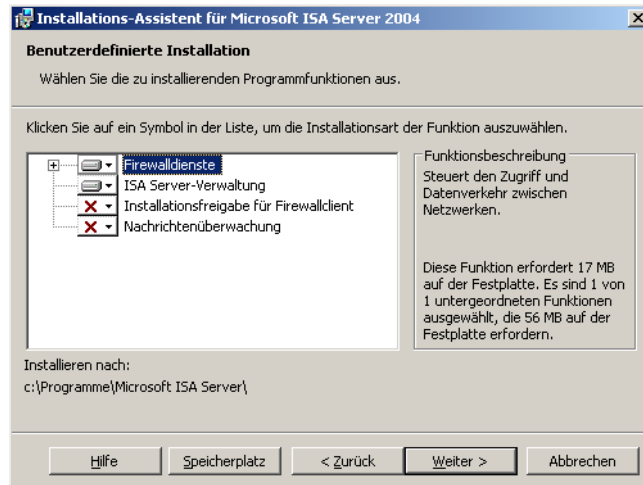 Installations-Assistent für Microsoft ISA Server 2004
Benutzerdefinierte Installation
Wählen Sie die zu installierenden Programmfunktionen aus.
Klicken Sie auf ein Symbol in der Liste, um die Installationsart der Funktion auszuwählen.
Firewalldienste
ISA Server-Verwaltung
Installationsfreigabe für Firewallclient
Nachrichtenüberwachung
Funktionsbeschreibung
Steuert den Zugriff und
Datenverkehr zwischen
Netzwerken.
Diese Funktion erfordert 17 MB
auf der Festplatte. Es sind 1 von
1 untergeordneten Funktionen
ausgewählt, die 56 MB auf der
Festplatte erfordern.
Installieren nach:
c:\Programme\Microsoft ISA Server\
Hilfe
Speicherplatz
< Zurück
Weiter >
Abbrechen